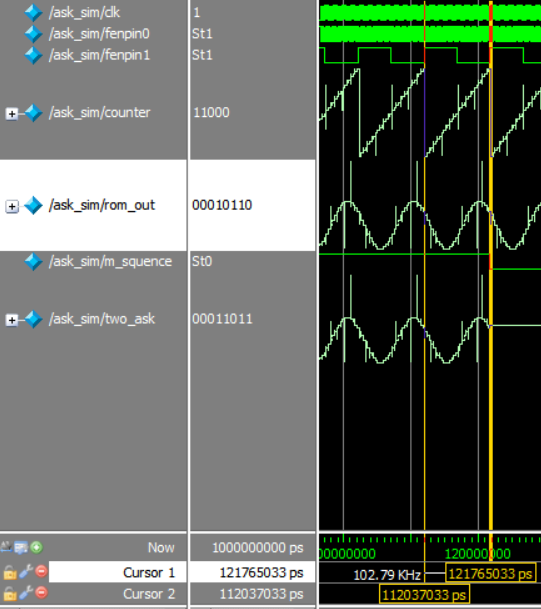 /ask_sim/clk 1
/ask_sim/fenpin0 St1
/ask_sim/fenpin1 St1
/ask_sim/counter 11000
/ask_sim/rom_out 00010110
/ask_sim/m_squence St0
/ask_sim/two_ask 00011011
Now 1000000000 ps 00000000 120000000
Cursor 1 121765033 ps 102.79 KHz 121765033 ps
Cursor 2 112037033 ps 112037033 ps